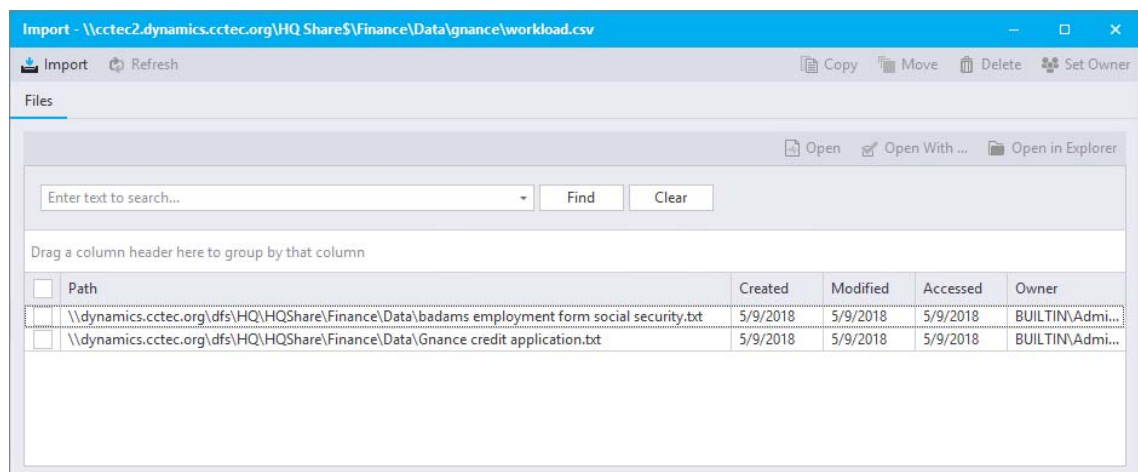 Import - \\cctec2.dynamics.cctec.org\HQ Share$\Finance\Data\gnance\workload.csv
Import Refresh Copy Move Delete Set Owner
Files
Open Open With ... Open in Explorer
Enter text to search... Find Clear
Drag a column header here to group by that column
Path Created Modified Accessed Owner
\\dynamics.cctec.org\dfs\HQ\HQShare\Finance\Data\badams employment form social security.txt 5/9/2018 5/9/2018 5/9/2018 BUILTIN\Admi...
\\dynamics.cctec.org\dfs\HQ\HQShare\Finance\Data\Gnance credit application.txt 5/9/2018 5/9/2018 5/9/2018 BUILTIN\Admi...